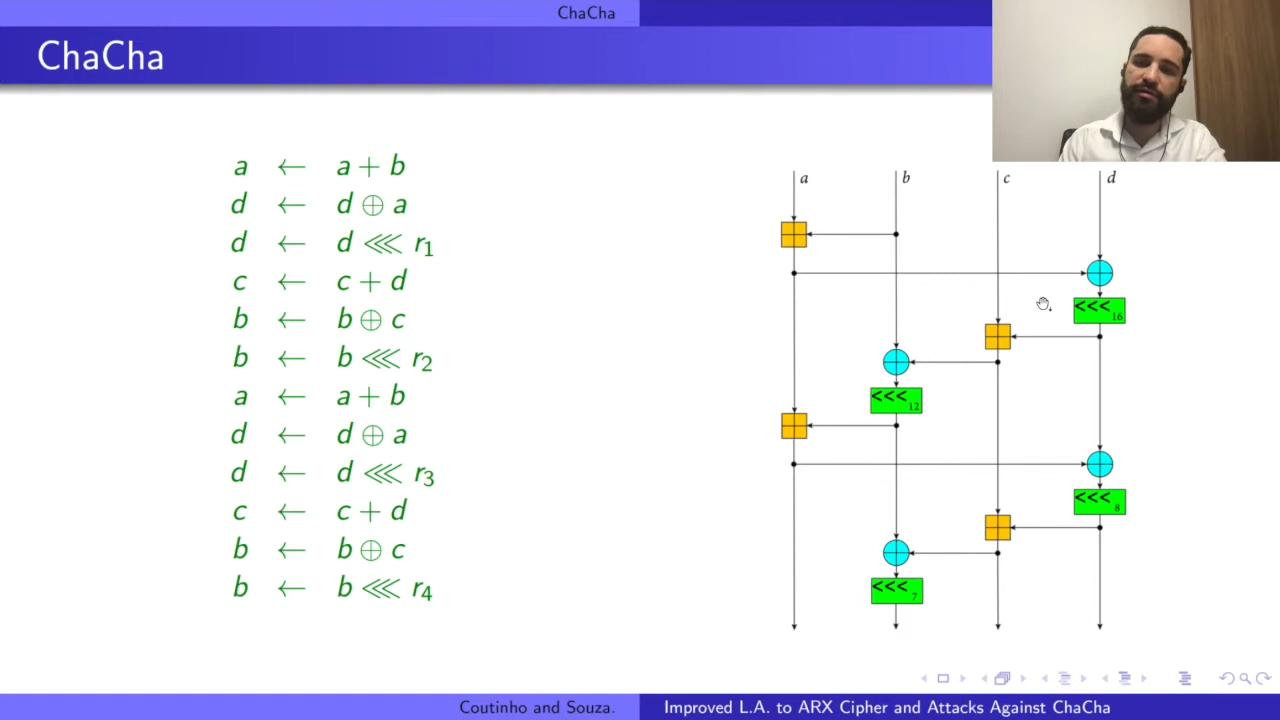 ChaCha
ChaCha
a ← a + b
d ← d ⊕ a
d ← d ⋘ r₁
c ← c + d
b ← b ⊕ c
b ← b ⋘ r₂
a ← a + b
d ← d ⊕ a
d ← d ⋘ r₃
c ← c + d
b ← b ⊕ c
b ← b ⋘ r₄
a b c d
<<< 16
<<< 12
<<< 8
<<< 7
Coutinho and Souza. Improved L.A. to ARX Cipher and Attacks Against ChaCha